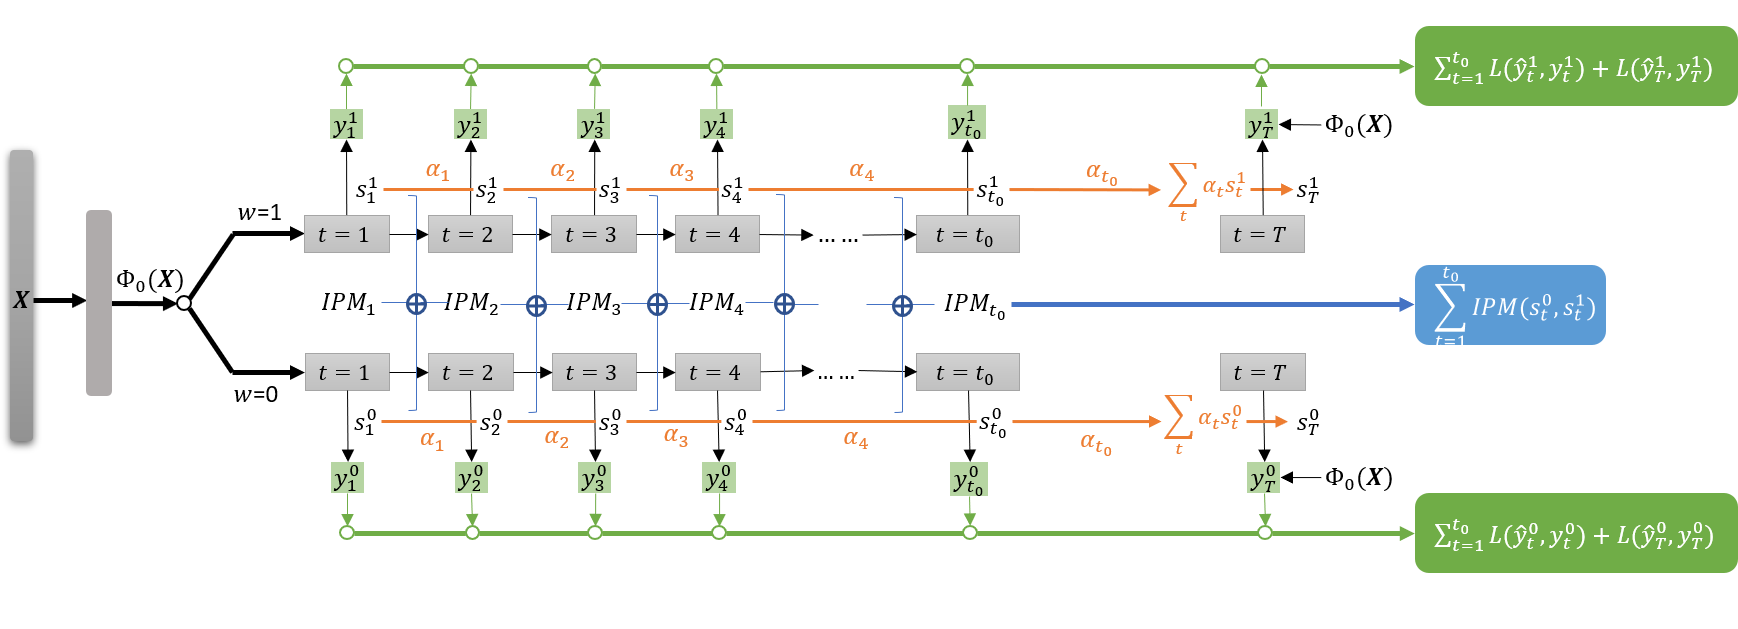 $\sum_{t=1}^{t_0} L(\hat{y}_t^1, y_t^1) + L(\hat{y}_T^1, y_T^1)$
$y_1^1$ $y_2^1$ $y_3^1$ $y_4^1$ $y_{t_0}^1$ $y_T^1$ $\Phi_0(\boldsymbol{X})$
$\alpha_1$ $\alpha_2$ $\alpha_3$ $\alpha_4$ $\alpha_{t_0}$
$s_1^1$ $s_2^1$ $s_3^1$ $s_4^1$ $s_{t_0}^1$ $\sum_t \alpha_t s_t^1$ $s_T^1$
$w$=1
$t = 1$ $t = 2$ $t = 3$ $t = 4$ ... ... $t = t_0$ $t = T$
$\Phi_0(\boldsymbol{X})$
$\boldsymbol{X}$ $IPM_1$ $IPM_2$ $IPM_3$ $IPM_4$ $IPM_{t_0}$ $\sum_{t=1}^{t_0} IPM(s_t^0, s_t^1)$
$t = 1$ $t = 2$ $t = 3$ $t = 4$ ... ... $t = t_0$ $t = T$
$w$=0
$s_1^0$ $s_2^0$ $s_3^0$ $s_4^0$ $s_{t_0}^0$ $\sum_t \alpha_t s_t^0$ $s_T^0$
$\alpha_1$ $\alpha_2$ $\alpha_3$ $\alpha_4$ $\alpha_{t_0}$
$y_1^0$ $y_2^0$ $y_3^0$ $y_4^0$ $y_{t_0}^0$ $y_T^0$ $\Phi_0(\boldsymbol{X})$
$\sum_{t=1}^{t_0} L(\hat{y}_t^0, y_t^0) + L(\hat{y}_T^0, y_T^0)$